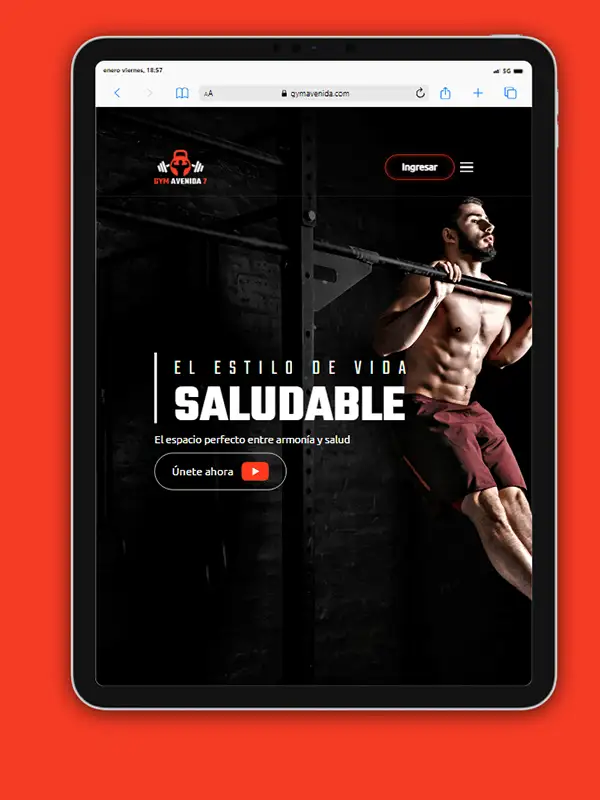 enero viernes, 18:57
5G
AA
gymavenida.com
GYM AVENIDA 7
Ingresar
EL ESTILO DE VIDA
SALUDABLE
El espacio perfecto entre armonía y salud
Únete ahora